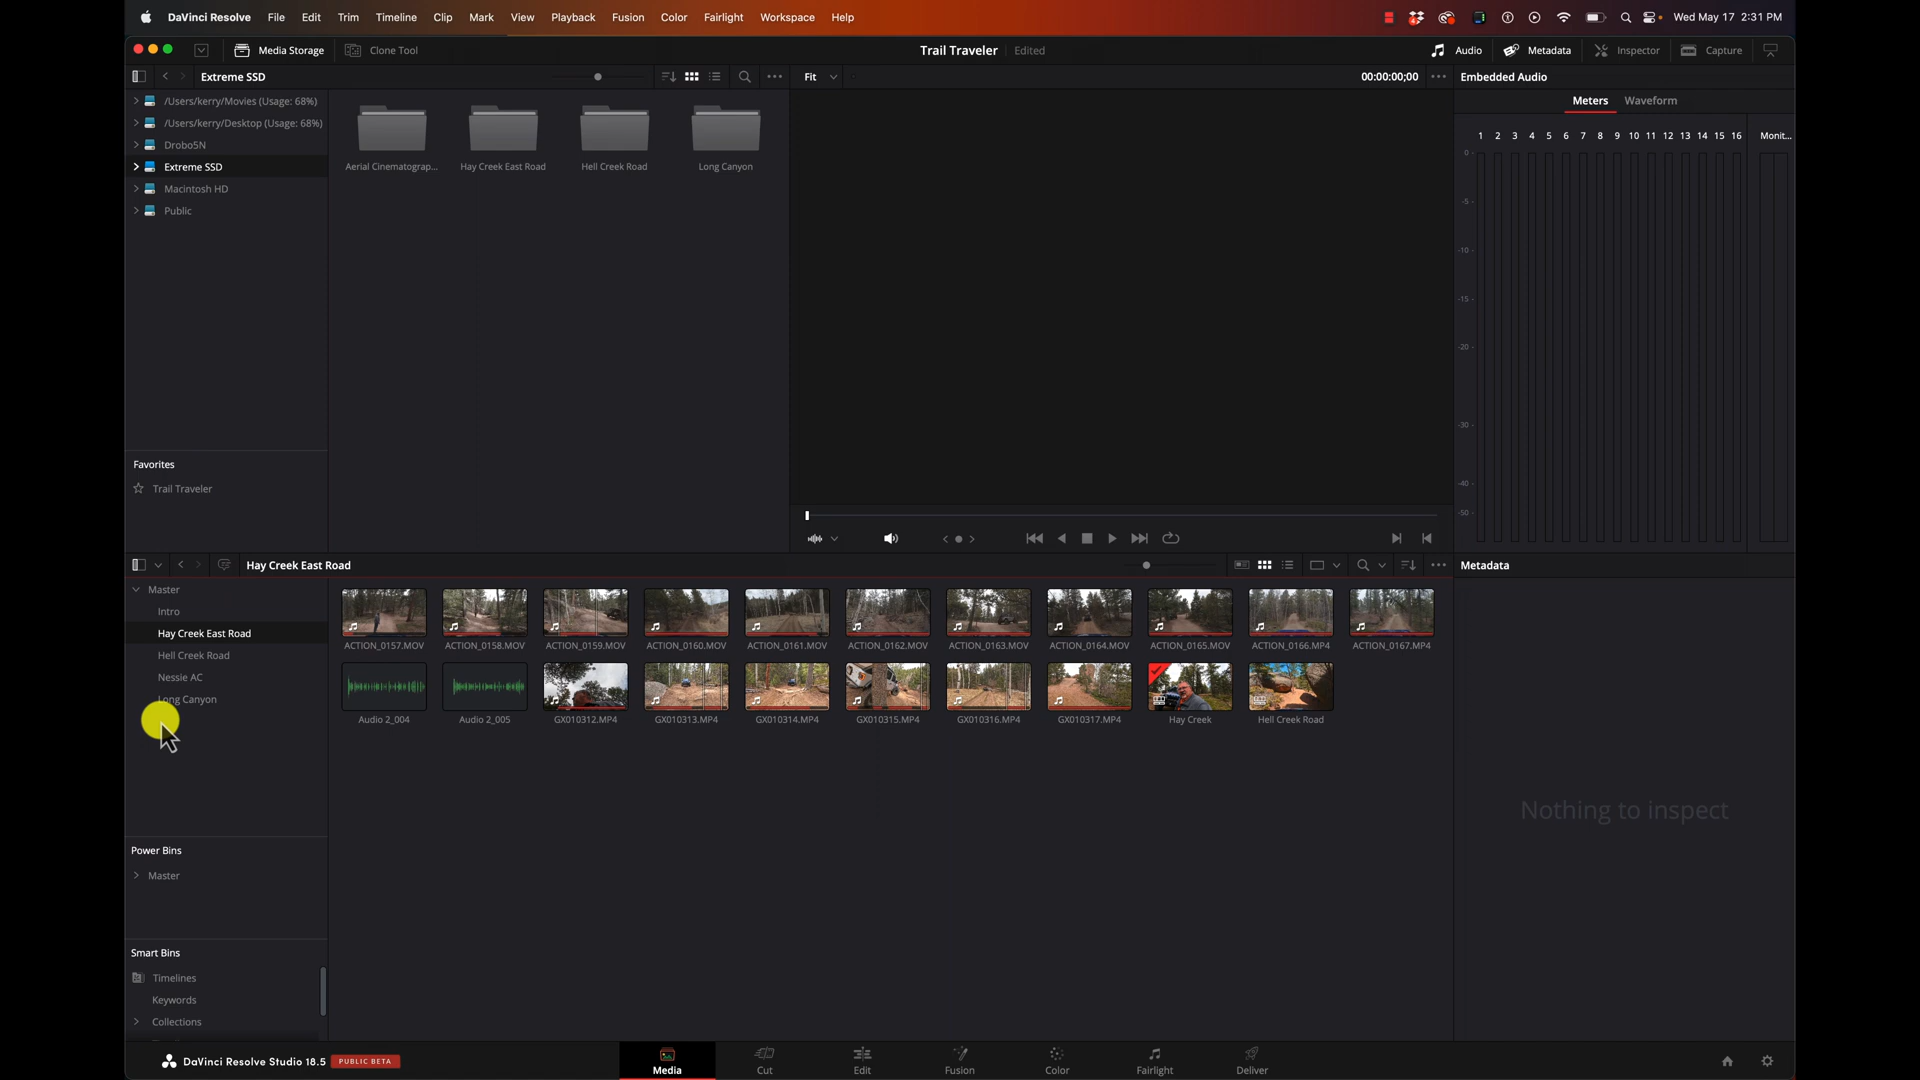 DaVinci Resolve File Edit Trim Timeline Clip Mark View Playback Fusion Color Fairlight Workspace Help Wed May 17 2:31 PM
Media Storage Clone Tool Trail Traveler Edited Audio Metadata Inspector Capture
Extreme SSD Fit 00:00:00;00 Embedded Audio
/Users/kerry/Movies (Usage: 68%)
/Users/kerry/Desktop (Usage: 68%)
Drobo5N
Extreme SSD
Macintosh HD
Public
Aerial Cinematograp... Hay Creek East Road Hell Creek Road Long Canyon
Meters Waveform
1 2 3 4 5 6 7 8 9 10 11 12 13 14 15 16 Monit...
0
-5
-10
-15
-20
-30
-40
-50
Favorites
Trail Traveler
Hay Creek East Road Metadata
Master
Intro
Hay Creek East Road
Hell Creek Road
Nessie AC
Long Canyon
ACTION_0157.MOV ACTION_0158.MOV ACTION_0159.MOV ACTION_0160.MOV ACTION_0161.MOV ACTION_0162.MOV ACTION_0163.MOV ACTION_0164.MOV ACTION_0165.MOV ACTION_0166.MP4 ACTION_0167.MP4
Audio 2_004 Audio 2_005 GX010312.MP4 GX010313.MP4 GX010314.MP4 GX010315.MP4 GX010316.MP4 GX010317.MP4 Hay Creek Hell Creek Road
Nothing to inspect
Power Bins
Master
Smart Bins
Timelines
Keywords
Collections
DaVinci Resolve Studio 18.5 PUBLIC BETA
Media Cut Edit Fusion Color Fairlight Deliver